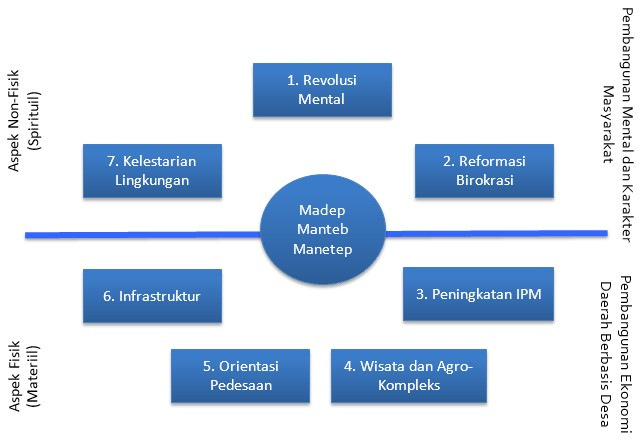 Aspek Non-Fisik
(Spirituil)
Pembangunan Mental dan Karakter
Masyarakat
1. Revolusi
Mental
7. Kelestarian
Lingkungan
2. Reformasi
Birokrasi
Madep
Manteb
Manetep
6. Infrastruktur
3. Peningkatan IPM
5. Orientasi
Pedesaan
4. Wisata dan Agro-
Kompleks
Aspek Fisik
(Materiil)
Pembangunan Ekonomi
Daerah Berbasis Desa